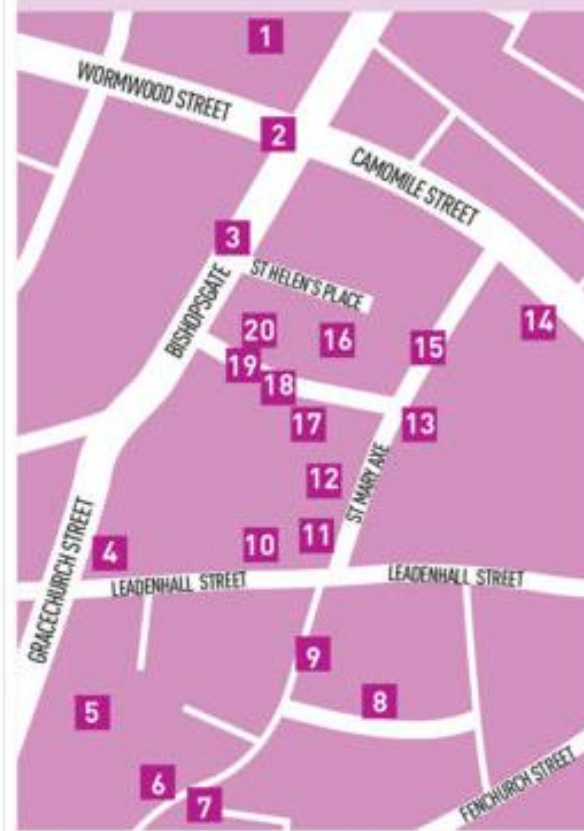 1
WORMWOOD STREET
2
CAMOMILE STREET
3
ST HELEN'S PLACE
BISHOPSGATE
20
16
15
14
19
18
17
13
12
ST MARY AXE
11
10
4
GRACECHURCH STREET
LEADENHALL STREET
LEADENHALL STREET
9
8
5
6
7
FENCHURCH STREET